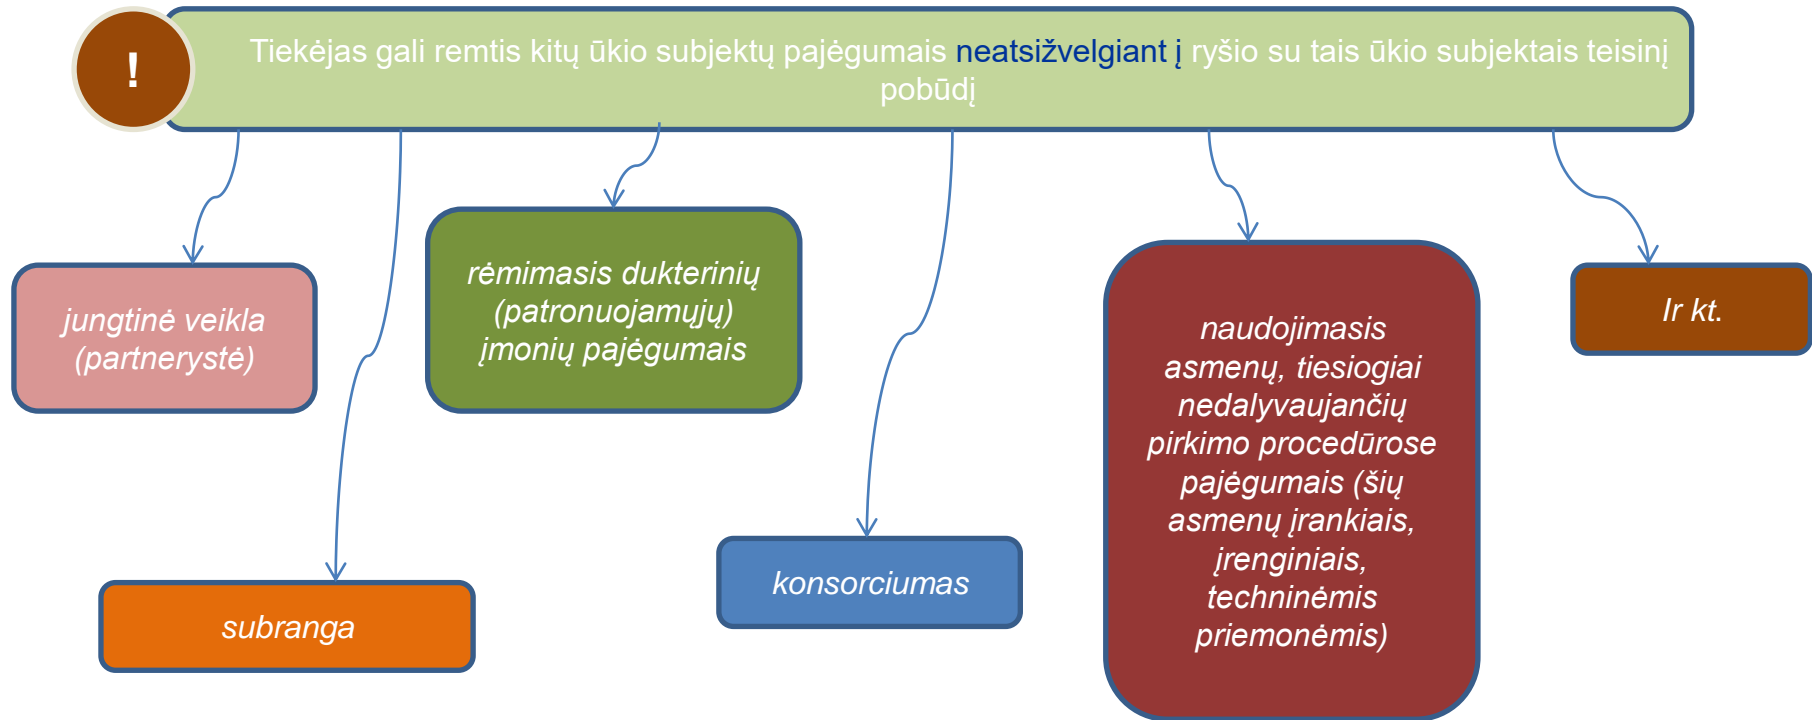 !
Tiekėjas gali remtis kitų ūkio subjektų pajėgumais neatsižvelgiant į ryšio su tais ūkio subjektais teisinį
pobūdį
jungtinė veikla
(partnerystė)
subranga
rėmimasis dukterinių
(patronuojamųjų)
įmonių pajėgumais
konsorciumas
naudojimasis
asmenų, tiesiogiai
nedalyvaujančių
pirkimo procedūrose
pajėgumais (šių
asmenų įrankiais,
įrenginiais,
techninėmis
priemonėmis)
Ir kt.